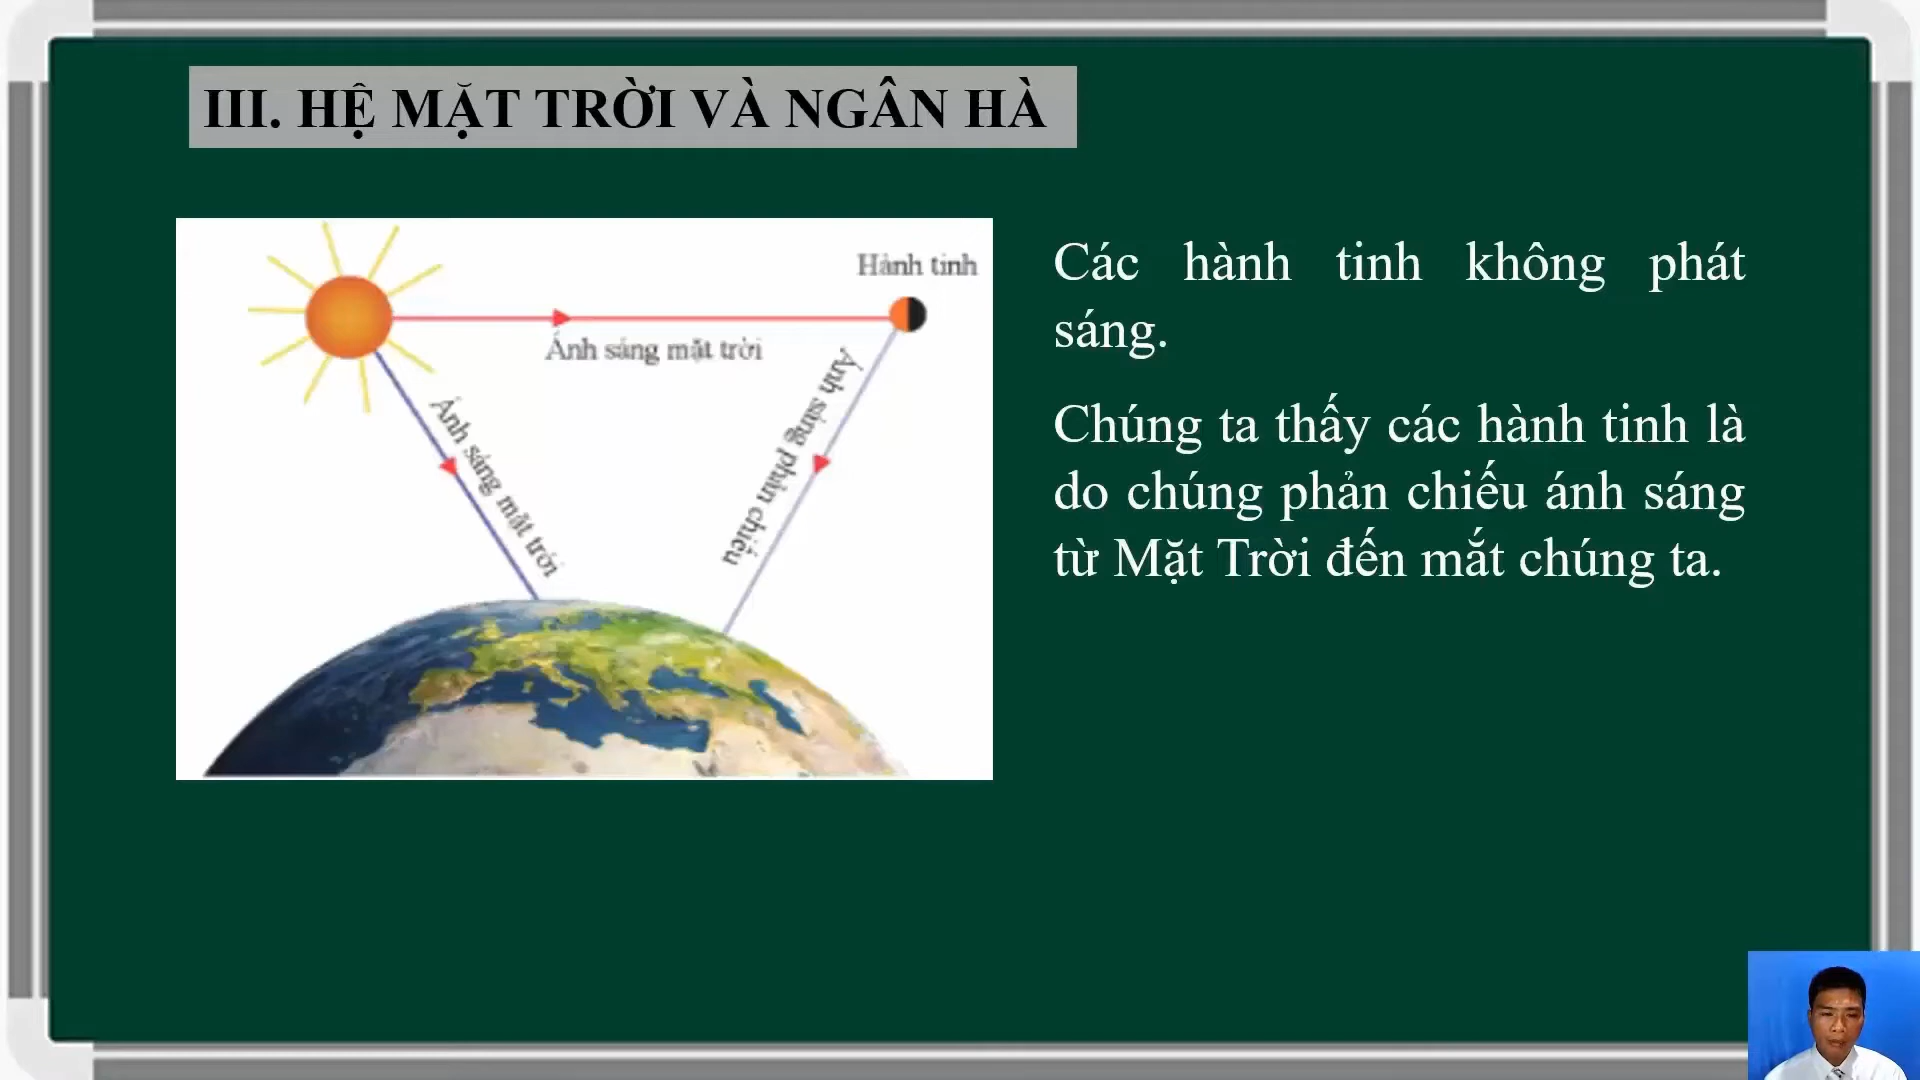 III. HỆ MẶT TRỜI VÀ NGÂN HÀ
Hành tinh
Ánh sáng mặt trời
Ánh sáng mặt trời
Ánh sáng phản chiếu
Các hành tinh không phát
sáng.
Chúng ta thấy các hành tinh là
do chúng phản chiếu ánh sáng
từ Mặt Trời đến mắt chúng ta.